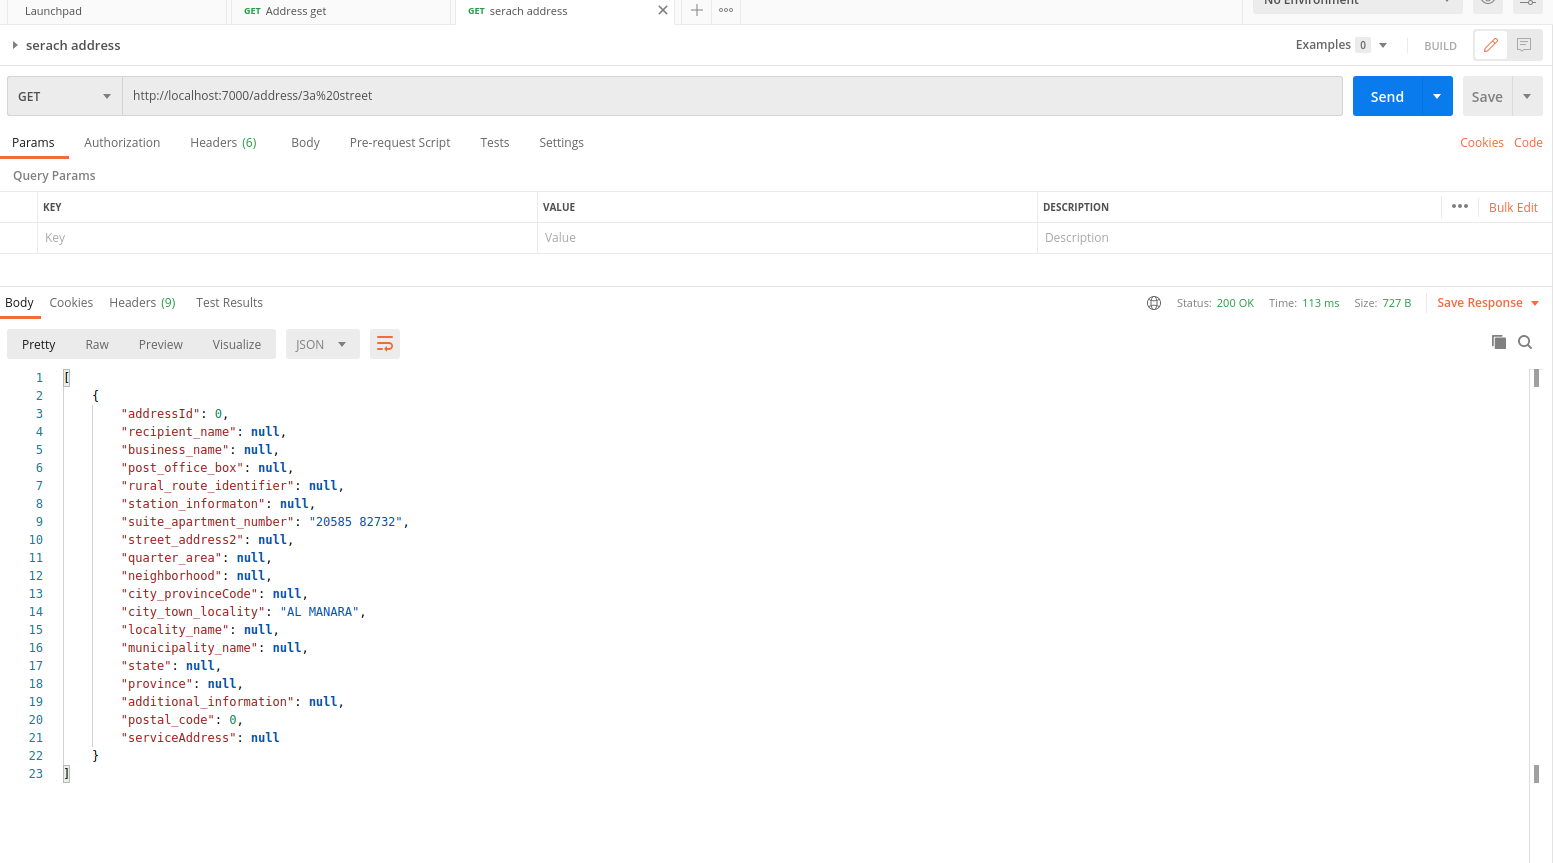 Launchpad
GET Address get
GET serach address
No Environment
serach address
Examples 0
BUILD
GET
http://localhost:7000/address/3a%20street
Send
Save
Params
Authorization
Headers (6)
Body
Pre-request Script
Tests
Settings
Cookies
Code
Query Params
KEY
VALUE
DESCRIPTION
Bulk Edit
Key
Value
Description
Body
Cookies
Headers (9)
Test Results
Status: 200 OK
Time: 113 ms
Size: 727 B
Save Response
Pretty
Raw
Preview
Visualize
JSON
1 [
2 {
3 "addressId": 0,
4 "recipient_name": null,
5 "business_name": null,
6 "post_office_box": null,
7 "rural_route_identifier": null,
8 "station_informaton": null,
9 "suite_apartment_number": "20585 82732",
10 "street_address2": null,
11 "quarter_area": null,
12 "neighborhood": null,
13 "city_provinceCode": null,
14 "city_town_locality": "AL MANARA",
15 "locality_name": null,
16 "municipality_name": null,
17 "state": null,
18 "province": null,
19 "additional_information": null,
20 "postal_code": 0,
21 "serviceAddress": null
22 }
23 ]